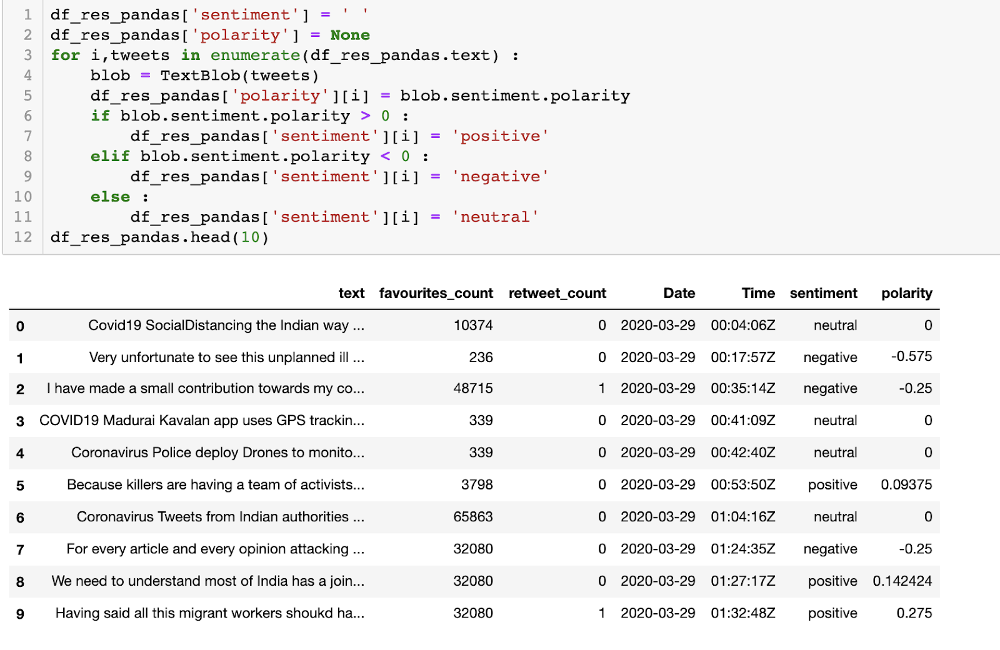 1 df_res_pandas['sentiment'] = ' '
2 df_res_pandas['polarity'] = None
3 for i,tweets in enumerate(df_res_pandas.text) :
4     blob = TextBlob(tweets)
5     df_res_pandas['polarity'][i] = blob.sentiment.polarity
6     if blob.sentiment.polarity > 0 :
7         df_res_pandas['sentiment'][i] = 'positive'
8     elif blob.sentiment.polarity < 0 :
9         df_res_pandas['sentiment'][i] = 'negative'
10     else :
11         df_res_pandas['sentiment'][i] = 'neutral'
12 df_res_pandas.head(10)
text favourites_count retweet_count Date Time sentiment polarity
0 Covid19 SocialDistancing the Indian way ... 10374 0 2020-03-29 00:04:06Z neutral 0
1 Very unfortunate to see this unplanned ill ... 236 0 2020-03-29 00:17:57Z negative -0.575
2 I have made a small contribution towards my co... 48715 1 2020-03-29 00:35:14Z negative -0.25
3 COVID19 Madurai Kavalan app uses GPS trackin... 339 0 2020-03-29 00:41:09Z neutral 0
4 Coronavirus Police deploy Drones to monito... 339 0 2020-03-29 00:42:40Z neutral 0
5 Because killers are having a team of activists... 3798 0 2020-03-29 00:53:50Z positive 0.09375
6 Coronavirus Tweets from Indian authorities ... 65863 0 2020-03-29 01:04:16Z neutral 0
7 For every article and every opinion attacking ... 32080 0 2020-03-29 01:24:35Z negative -0.25
8 We need to understand most of India has a join... 32080 0 2020-03-29 01:27:17Z positive 0.142424
9 Having said all this migrant workers shoukd ha... 32080 1 2020-03-29 01:32:48Z positive 0.275